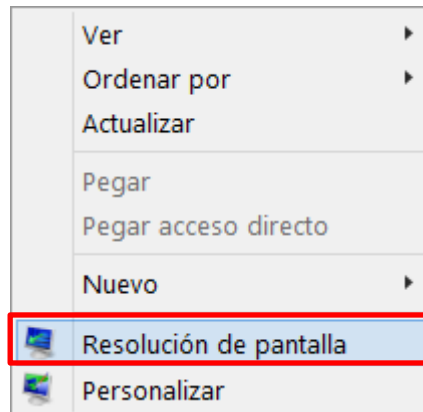 Ver
Ordenar por
Actualizar
Pegar
Pegar acceso directo
Nuevo
Resolución de pantalla
Personalizar